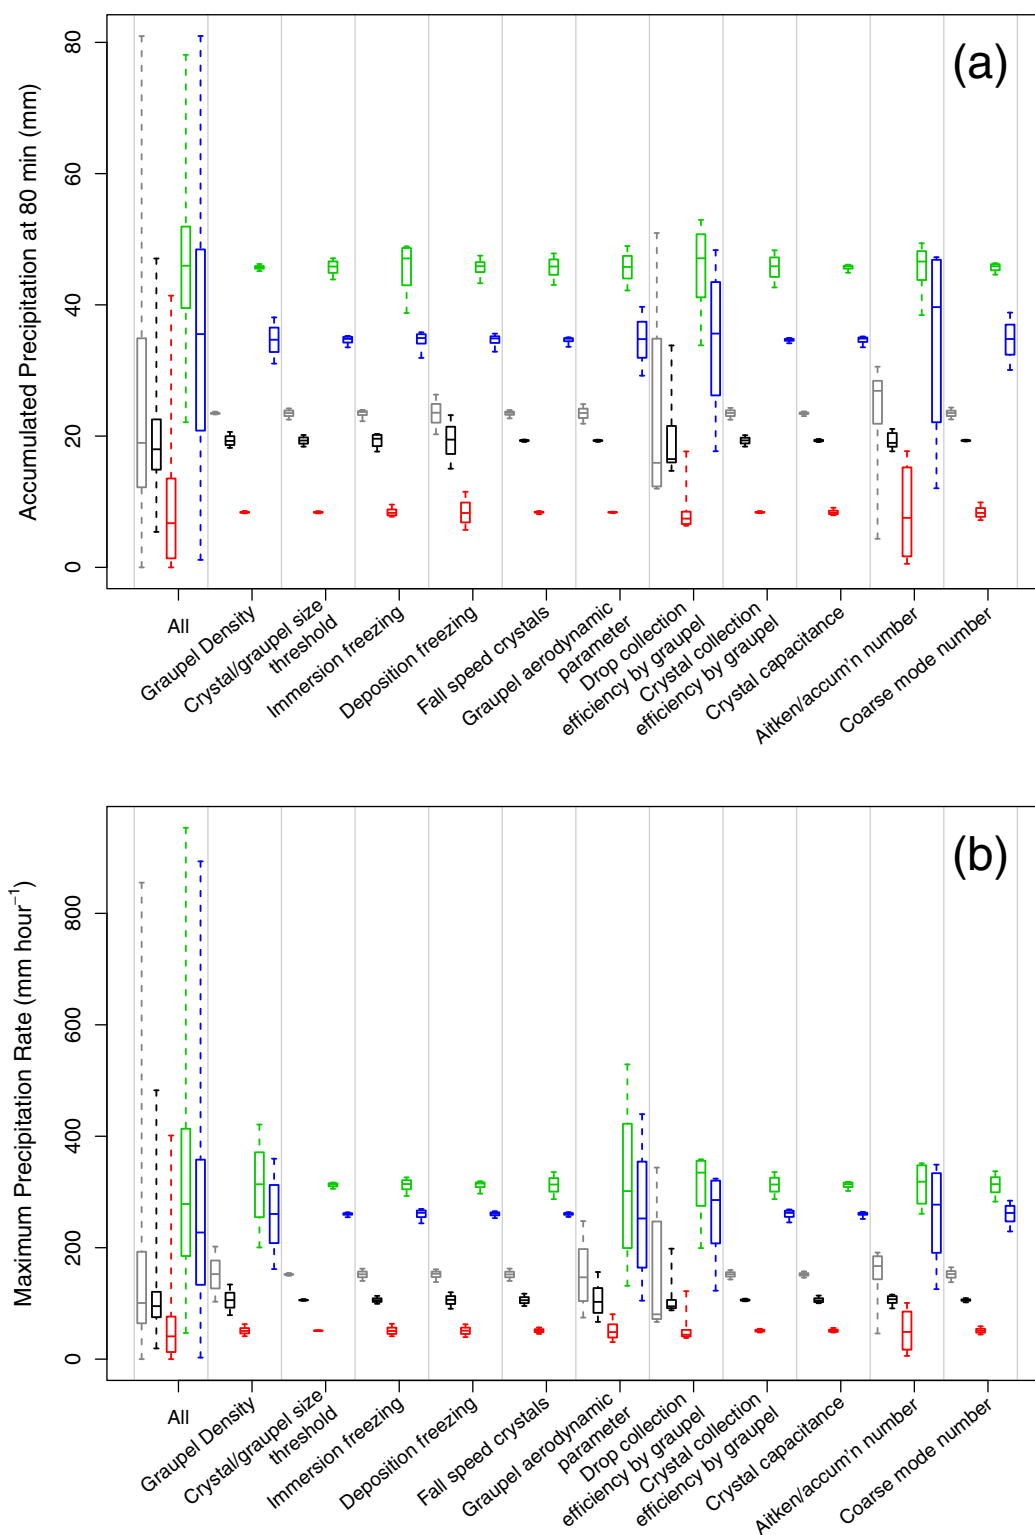 (a)
Accumulated Precipitation at 80 min (mm)
80
60
40
20
0
All
Graupel Density
Crystal/graupel size
threshold
Immersion freezing
Deposition freezing
Fall speed crystals
Graupel aerodynamic
parameter
Drop collection
efficiency by graupel
Crystal collection
efficiency by graupel
Crystal capacitance
Aitken/accum'n number
Coarse mode number
(b)
Maximum Precipitation Rate (mm hour⁻¹)
800
600
400
200
0
All
Graupel Density
Crystal/graupel size
threshold
Immersion freezing
Deposition freezing
Fall speed crystals
Graupel aerodynamic
parameter
Drop collection
efficiency by graupel
Crystal collection
efficiency by graupel
Crystal capacitance
Aitken/accum'n number
Coarse mode number